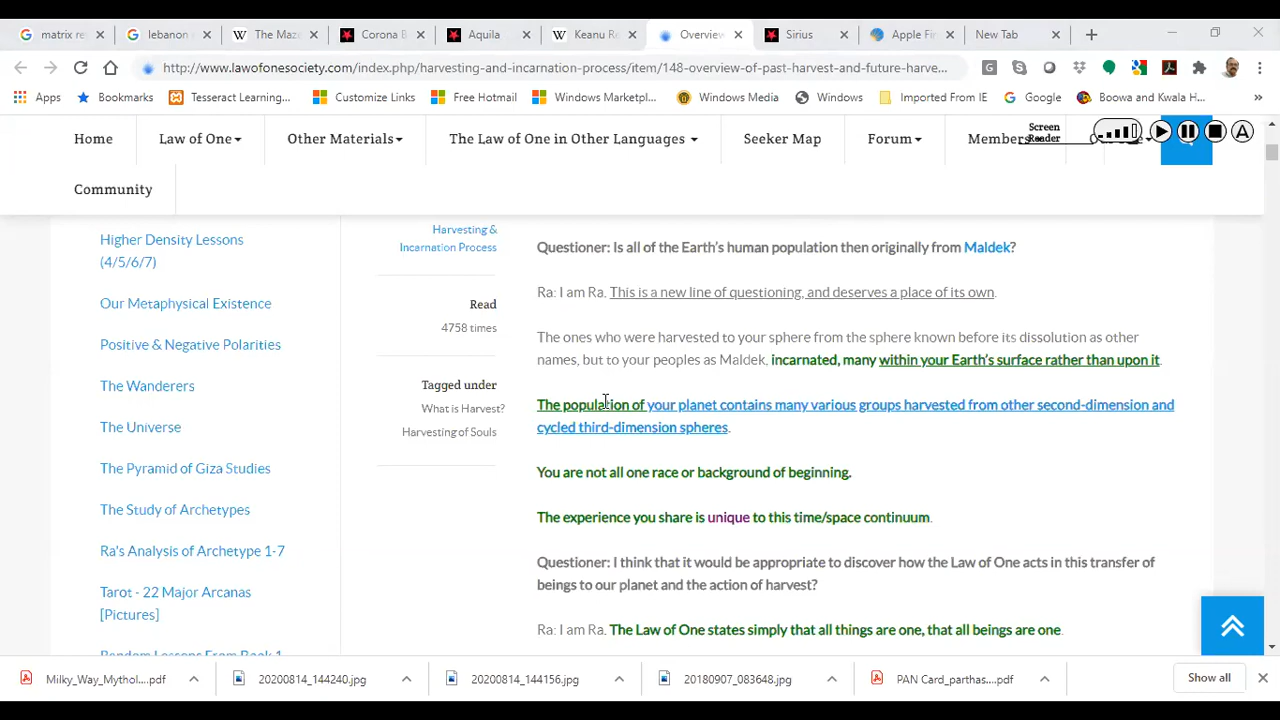 matrix re
lebanon
The Maz
Corona B
Aquila
Keanu Re
Overview
Sirius
Apple Fir
New Tab
http://www.lawofonesociety.com/index.php/harvesting-and-incarnation-process/item/148-overview-of-past-harvest-and-future-harve...
Apps
Bookmarks
Tesseract Learning...
Customize Links
Free Hotmail
Windows Marketpl...
Windows Media
Windows
Imported From IE
Google
Boowa and Kwala H...
»
Home
Law of One
Other Materials
The Law of One in Other Languages
Seeker Map
Forum
Members
Screen
Reader
A
Community
Higher Density Lessons
(4/5/6/7)
Our Metaphysical Existence
Positive & Negative Polarities
The Wanderers
The Universe
The Pyramid of Giza Studies
The Study of Archetypes
Ra's Analysis of Archetype 1-7
Tarot - 22 Major Arcanas
[Pictures]
Random Lessons From Book 1
Harvesting &
Incarnation Process
Read
4758 times
Tagged under
What is Harvest?
Harvesting of Souls
Questioner: Is all of the Earth's human population then originally from Maldek?
Ra: I am Ra. This is a new line of questioning, and deserves a place of its own.
The ones who were harvested to your sphere from the sphere known before its dissolution as other
names, but to your peoples as Maldek, incarnated, many within your Earth's surface rather than upon it.
The population of your planet contains many various groups harvested from other second-dimension and
cycled third-dimension spheres.
You are not all one race or background of beginning.
The experience you share is unique to this time/space continuum.
Questioner: I think that it would be appropriate to discover how the Law of One acts in this transfer of
beings to our planet and the action of harvest?
Ra: I am Ra. The Law of One states simply that all things are one, that all beings are one.
Milky_Way_Mythol....pdf
20200814_144240.jpg
20200814_144156.jpg
20180907_083648.jpg
PAN Card_parthas....pdf
Show all